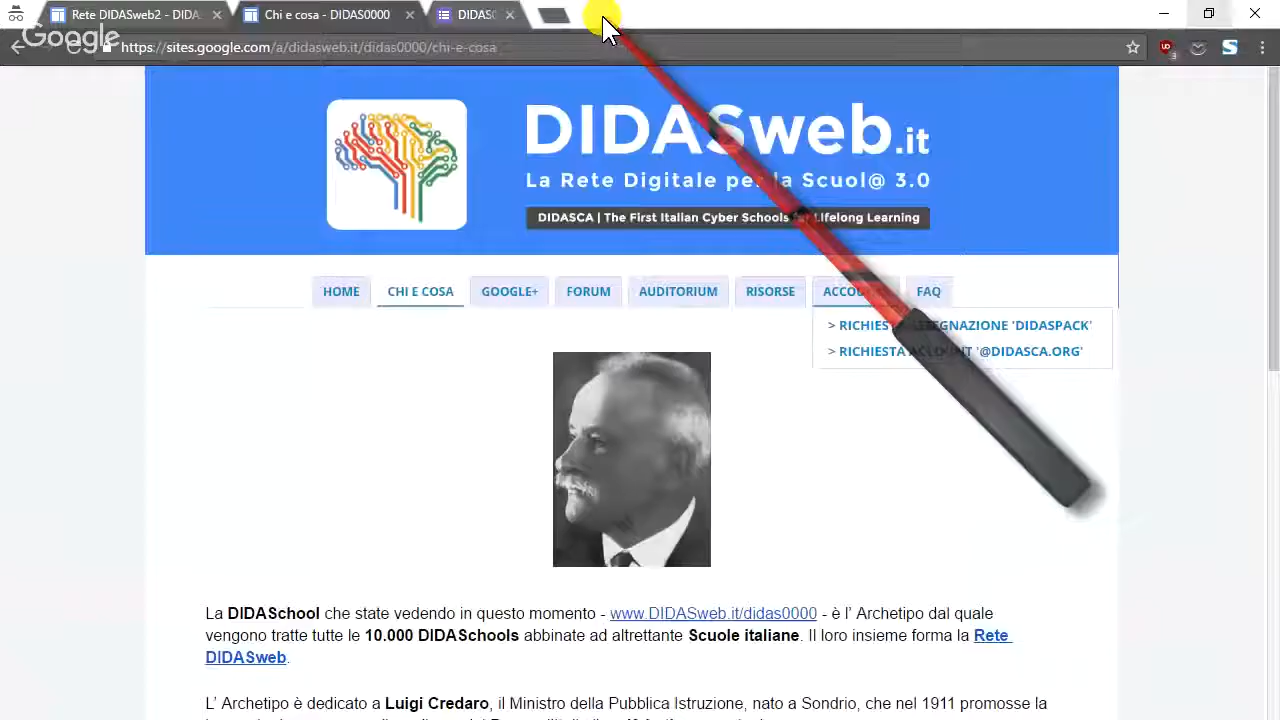 Rete DIDASweb2 - DIDA
Chi e cosa - DIDAS0000
DIDAS
Google
https://sites.google.com/a/didasweb.it/didas0000/chi-e-cosa
DIDASweb.it
La Rete Digitale per la Scuol@ 3.0
DIDASCA | The First Italian Cyber Schools for Lifelong Learning
HOME CHI E COSA GOOGLE+ FORUM AUDITORIUM RISORSE FAQ
> 'DIDASPACK'
> RICHIESTA '@DIDASCA.ORG'
La DIDASchool che state vedendo in questo momento - www.DIDASweb.it/didas0000 - è l’ Archetipo dal quale
vengono tratte tutte le 10.000 DIDASchools abbinate ad altrettante Scuole italiane. Il loro insieme forma la Rete
DIDASweb.
L’ Archetipo è dedicato a Luigi Credaro, il Ministro della Pubblica Istruzione, nato a Sondrio, che nel 1911 promosse la